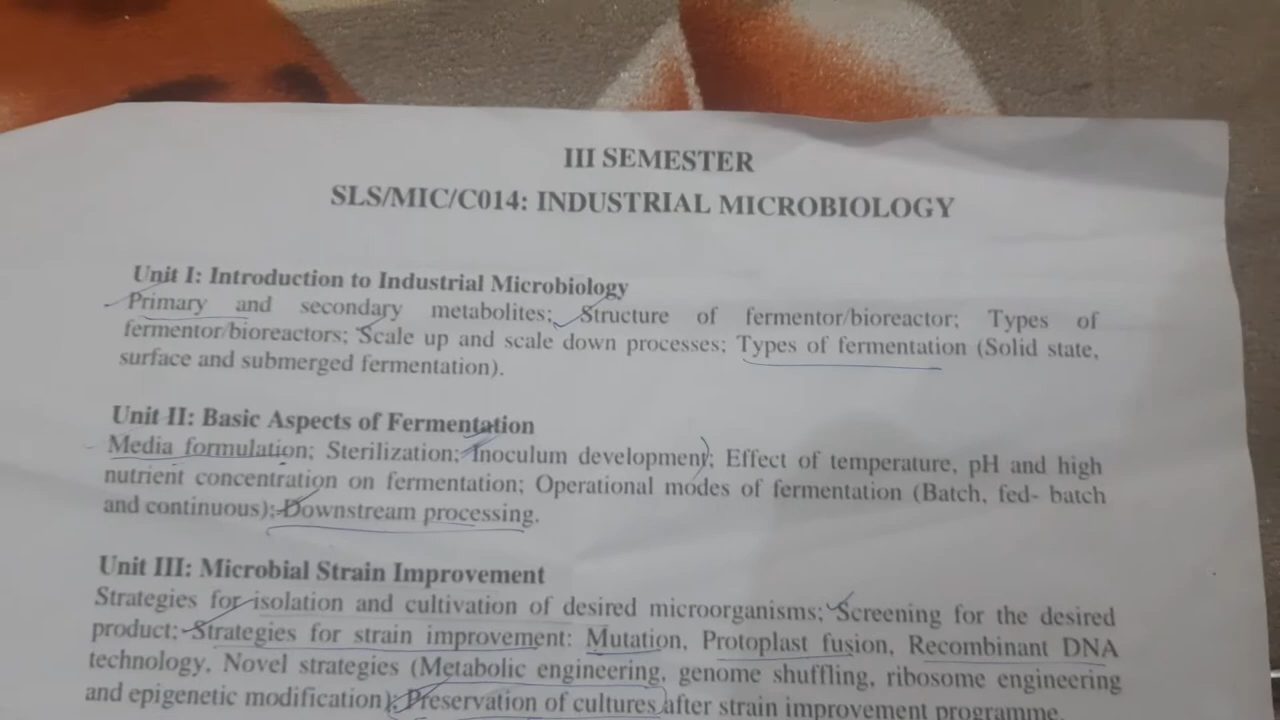 III SEMESTER
SLS/MIC/C014: INDUSTRIAL MICROBIOLOGY
Unit I: Introduction to Industrial Microbiology
Primary and secondary metabolites; Structure of fermentor/bioreactor; Types of
fermentor/bioreactors; Scale up and scale down processes; Types of fermentation (Solid state,
surface and submerged fermentation).
Unit II: Basic Aspects of Fermentation
Media formulation; Sterilization; Inoculum development; Effect of temperature, pH and high
nutrient concentration on fermentation; Operational modes of fermentation (Batch, fed- batch
and continuous); Downstream processing.
Unit III: Microbial Strain Improvement
Strategies for isolation and cultivation of desired microorganisms; Screening for the desired
product; Strategies for strain improvement: Mutation, Protoplast fusion, Recombinant DNA
technology, Novel strategies (Metabolic engineering, genome shuffling, ribosome engineering
and epigenetic modification); Preservation of cultures after strain improvement programme.